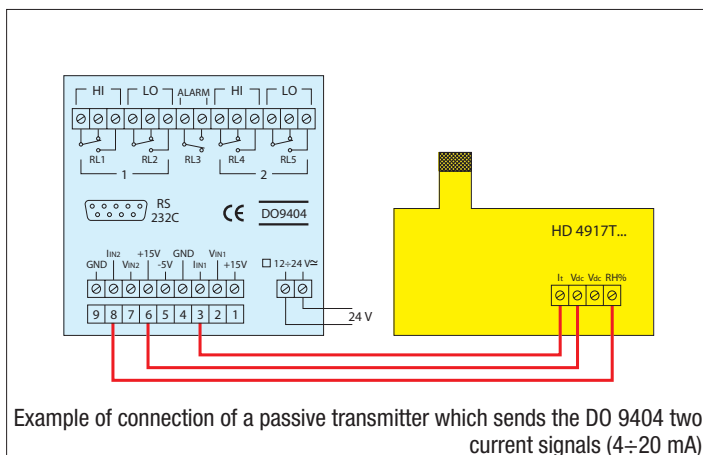 HI LO ALARM HI LO
RL1 RL2 RL3 RL4 RL5
1 2
RS
232C
CE
DO9404
HD 4917T...
IIN2 +15V GND VIN1
GND VIN2 -5V IIN1 +15V
12÷24 V≂
It Vdc Vdc RH%
9 8 7 6 5 4 3 2 1
24 V
Example of connection of a passive transmitter which sends the DO 9404 two
current signals (4÷20 mA)